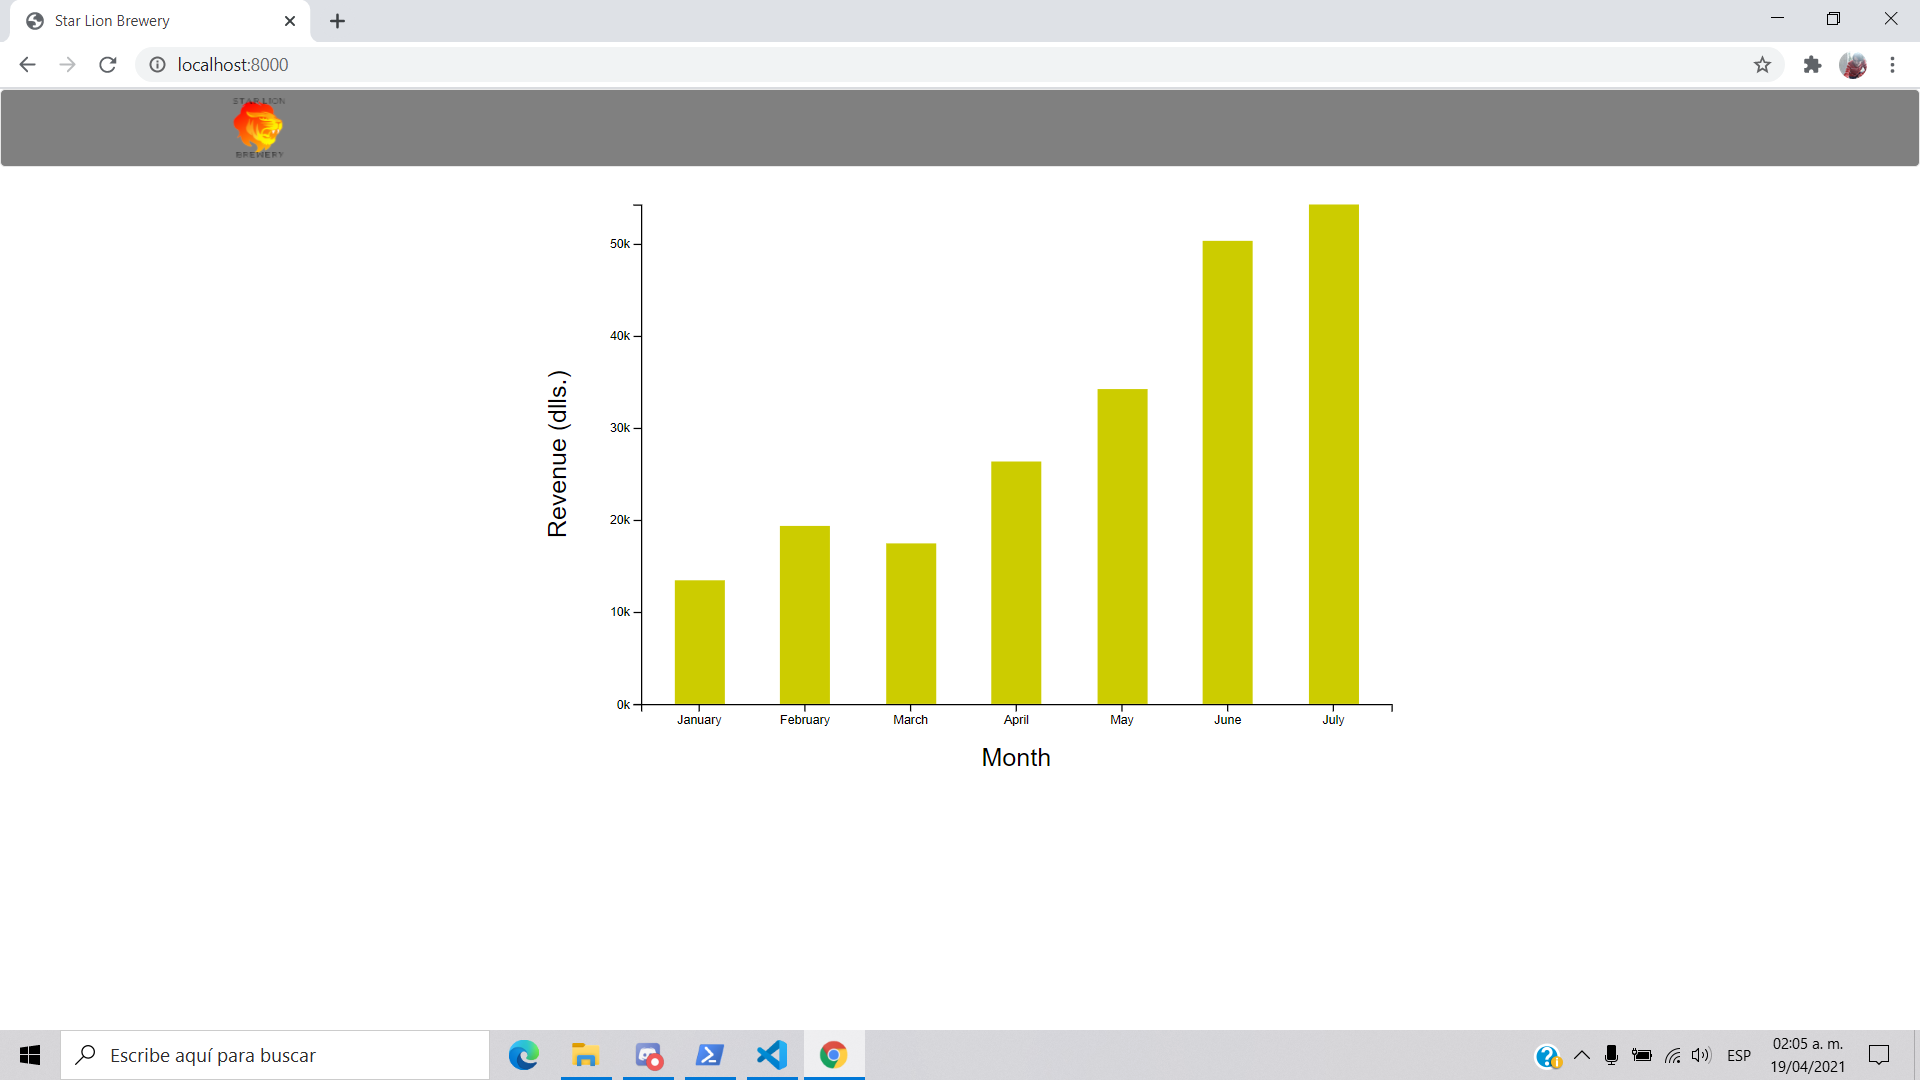 Star Lion Brewery
localhost:8000
STAR LION
BREWERY
50k
40k
30k
20k
10k
0k
Revenue (dlls.)
January February March April May June July
Month
Escribe aquí para buscar
ESP
02:05 a. m.
19/04/2021